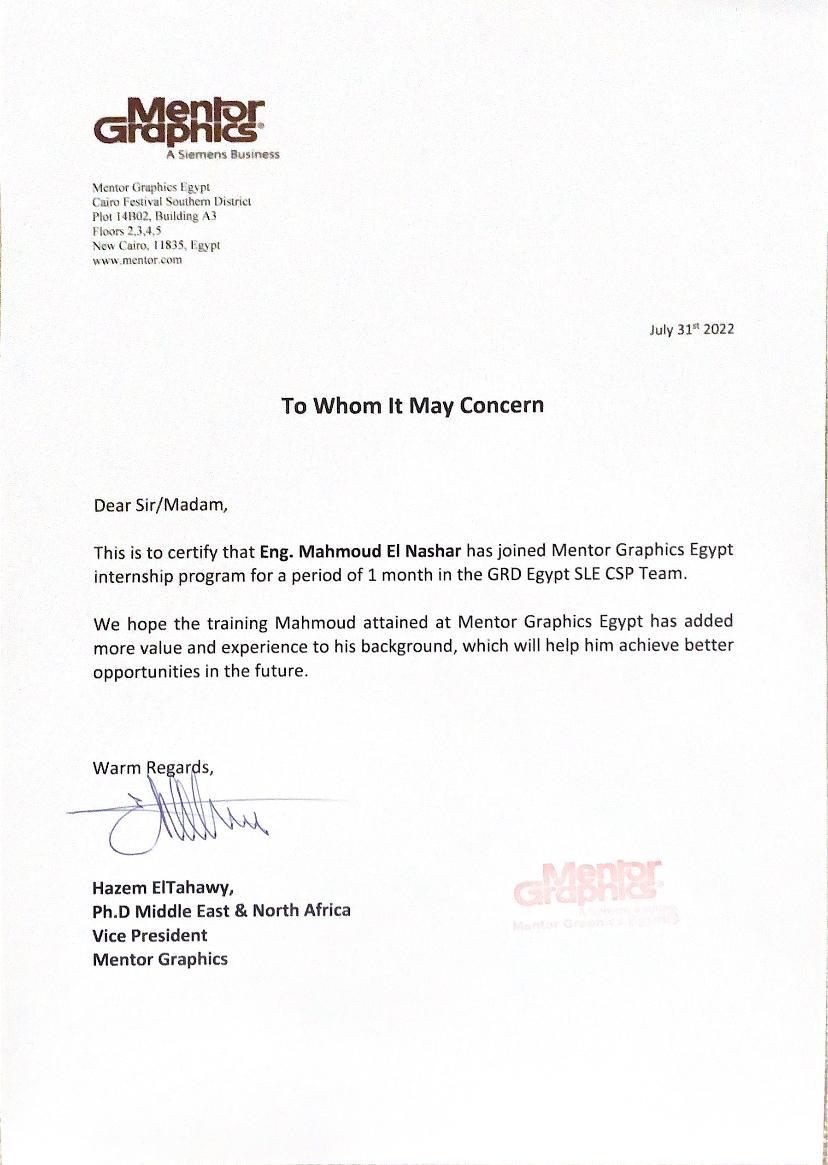 Mentor
Graphics®
A Siemens Business
Mentor Graphics Egypt
Cairo Festival Southern District
Plot 14B02, Building A3
Floors 2,3,4,5
New Cairo, 11835, Egypt
www.mentor.com
July 31st 2022
To Whom It May Concern
Dear Sir/Madam,
This is to certify that Eng. Mahmoud El Nashar has joined Mentor Graphics Egypt
internship program for a period of 1 month in the GRD Egypt SLE CSP Team.
We hope the training Mahmoud attained at Mentor Graphics Egypt has added
more value and experience to his background, which will help him achieve better
opportunities in the future.
Warm Regards,
Hazem ElTahawy,
Ph.D Middle East & North Africa
Vice President
Mentor Graphics
Mentor
Graphics
A Siemens Business
Mentor Graphics Egypt